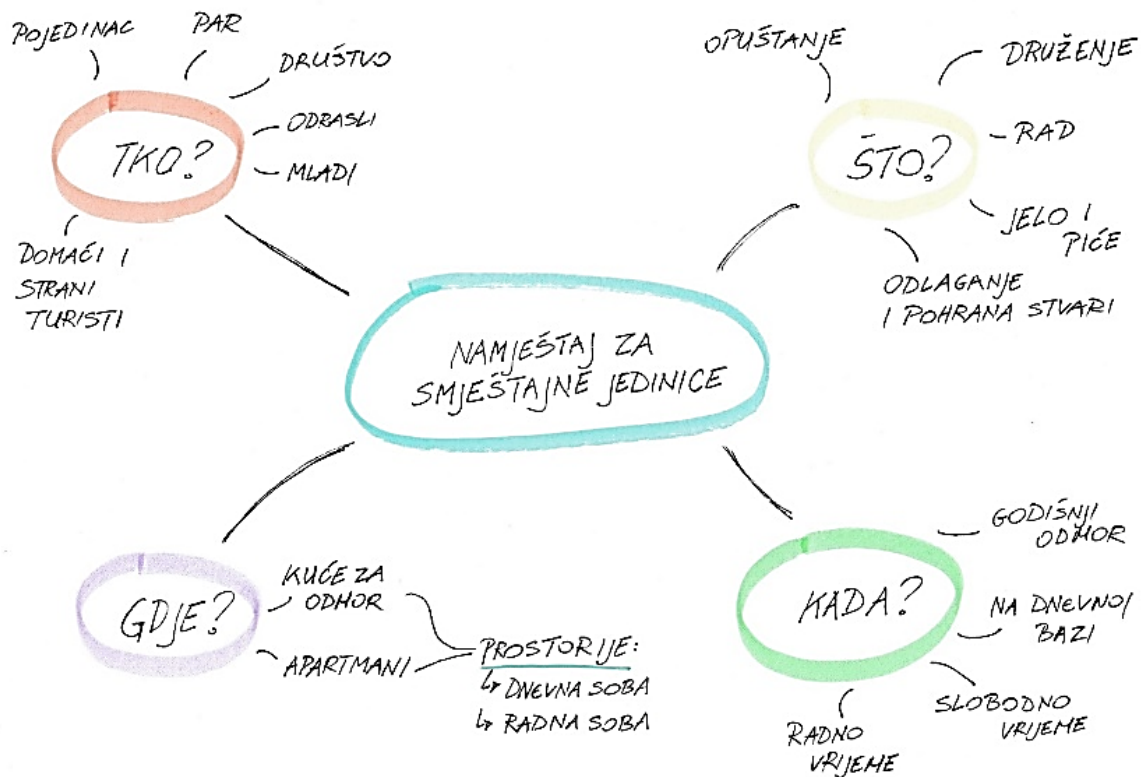 NAMJEŠTAJ ZA
SMJEŠTAJNE JEDINICE
TKO?
POJEDINAC
PAR
DRUŠTVO
ODRASLI
MLADI
DOMAĆI I
STRANI
TURISTI
ŠTO?
OPUŠTANJE
DRUŽENJE
RAD
JELO I
PIĆE
ODLAGANJE
I POHRANA STVARI
GDJE?
KUĆE ZA
ODMOR
APARTMANI
PROSTORIJE:
↳ DNEVNA SOBA
↳ RADNA SOBA
KADA?
GODIŠNJI
ODMOR
NA DNEVNOJ
BAZI
SLOBODNO
VRIJEME
RADNO
VRIJEME